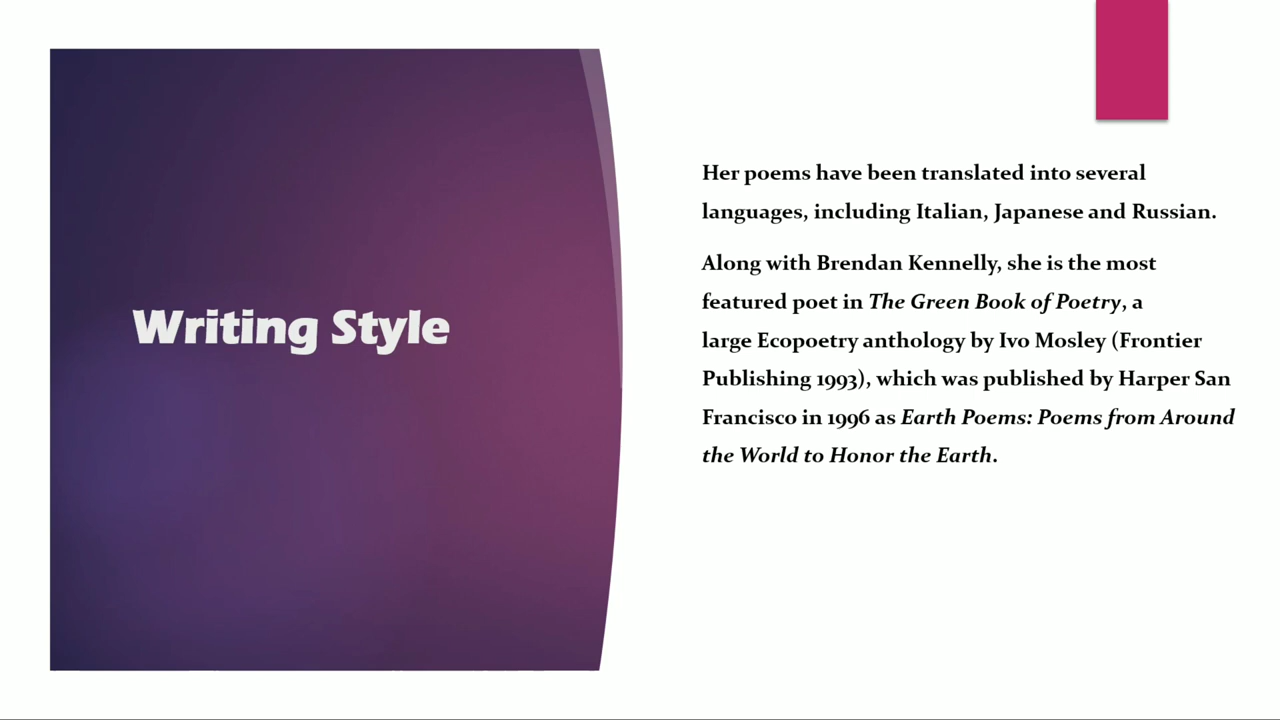 Writing Style
Her poems have been translated into several
languages, including Italian, Japanese and Russian.
Along with Brendan Kennelly, she is the most
featured poet in The Green Book of Poetry, a
large Ecopoetry anthology by Ivo Mosley (Frontier
Publishing 1993), which was published by Harper San
Francisco in 1996 as Earth Poems: Poems from Around
the World to Honor the Earth.